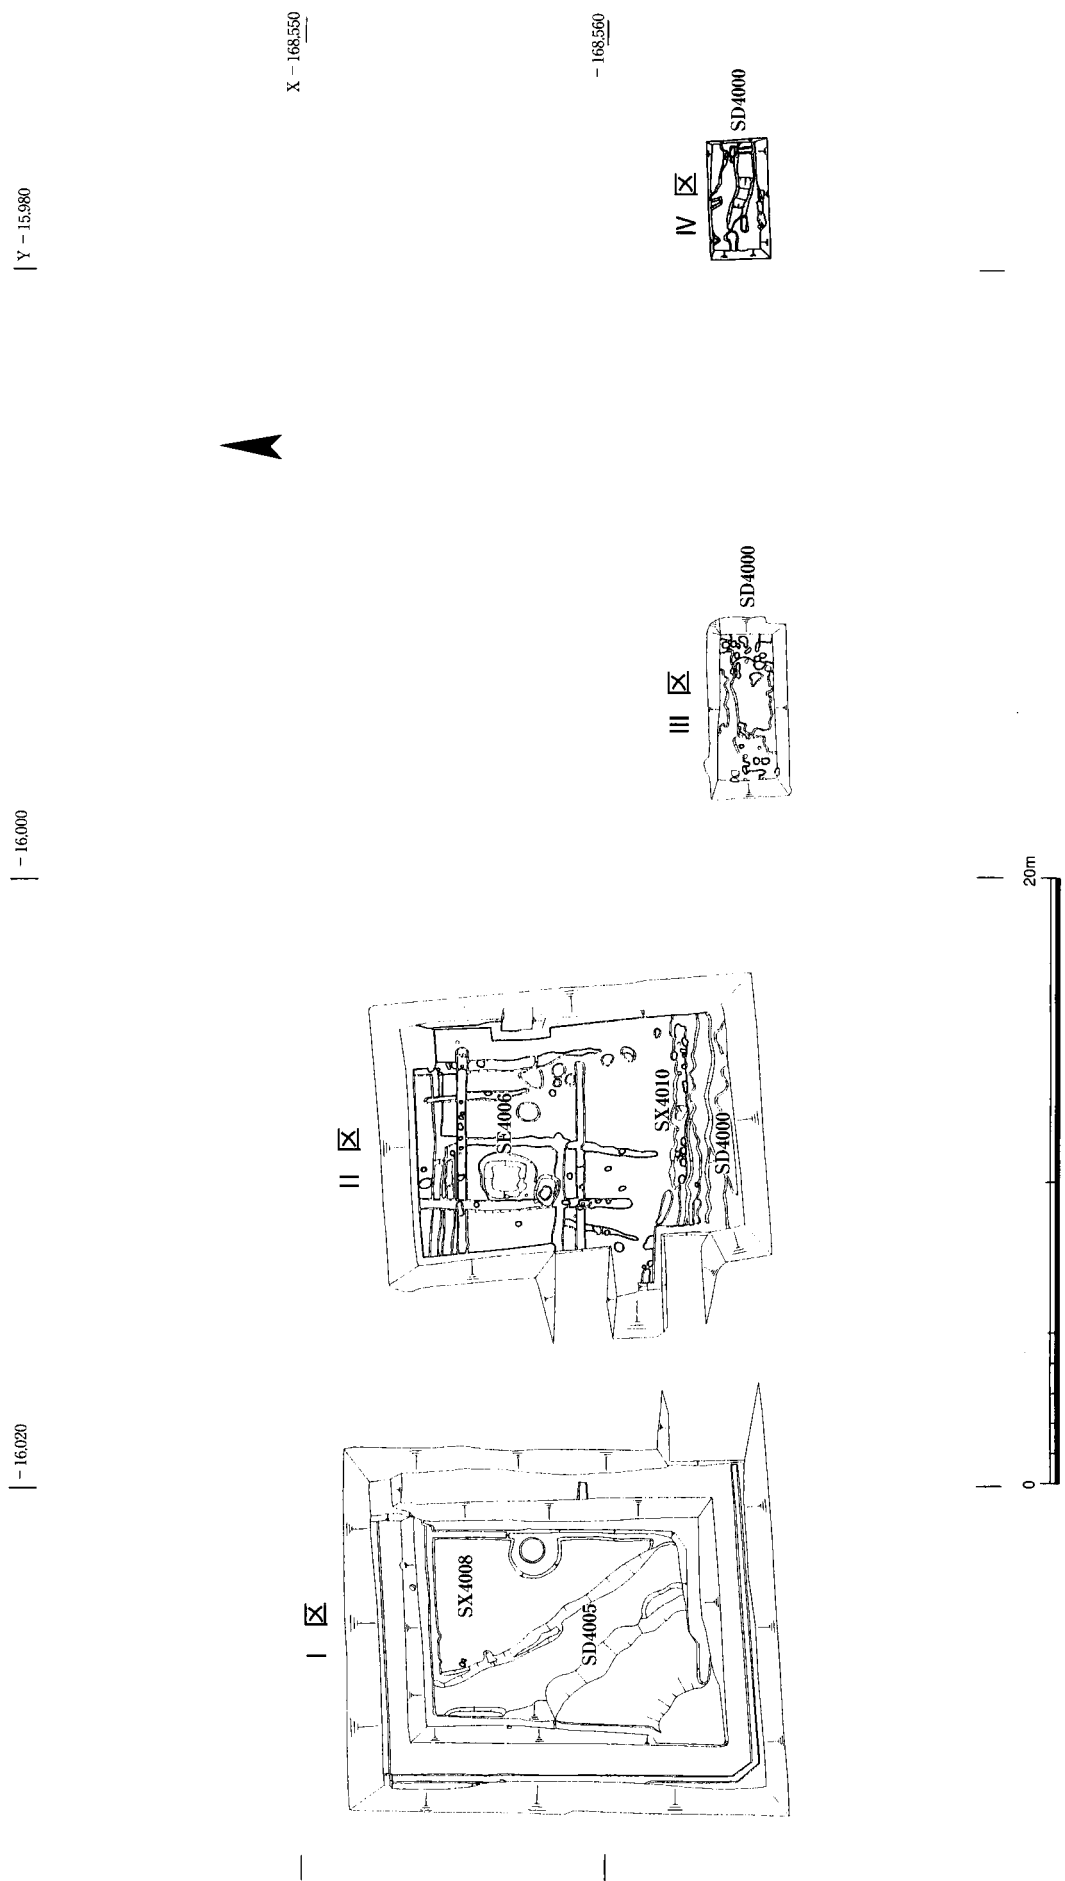 X − 168.550
− 168.560
Y − 15.980
− 16.000
− 16.020
IV 区
SD4000
III 区
SD4000
II 区
SE4006
SX4010
SD4000
I 区
SX4008
SD4005
0
20m